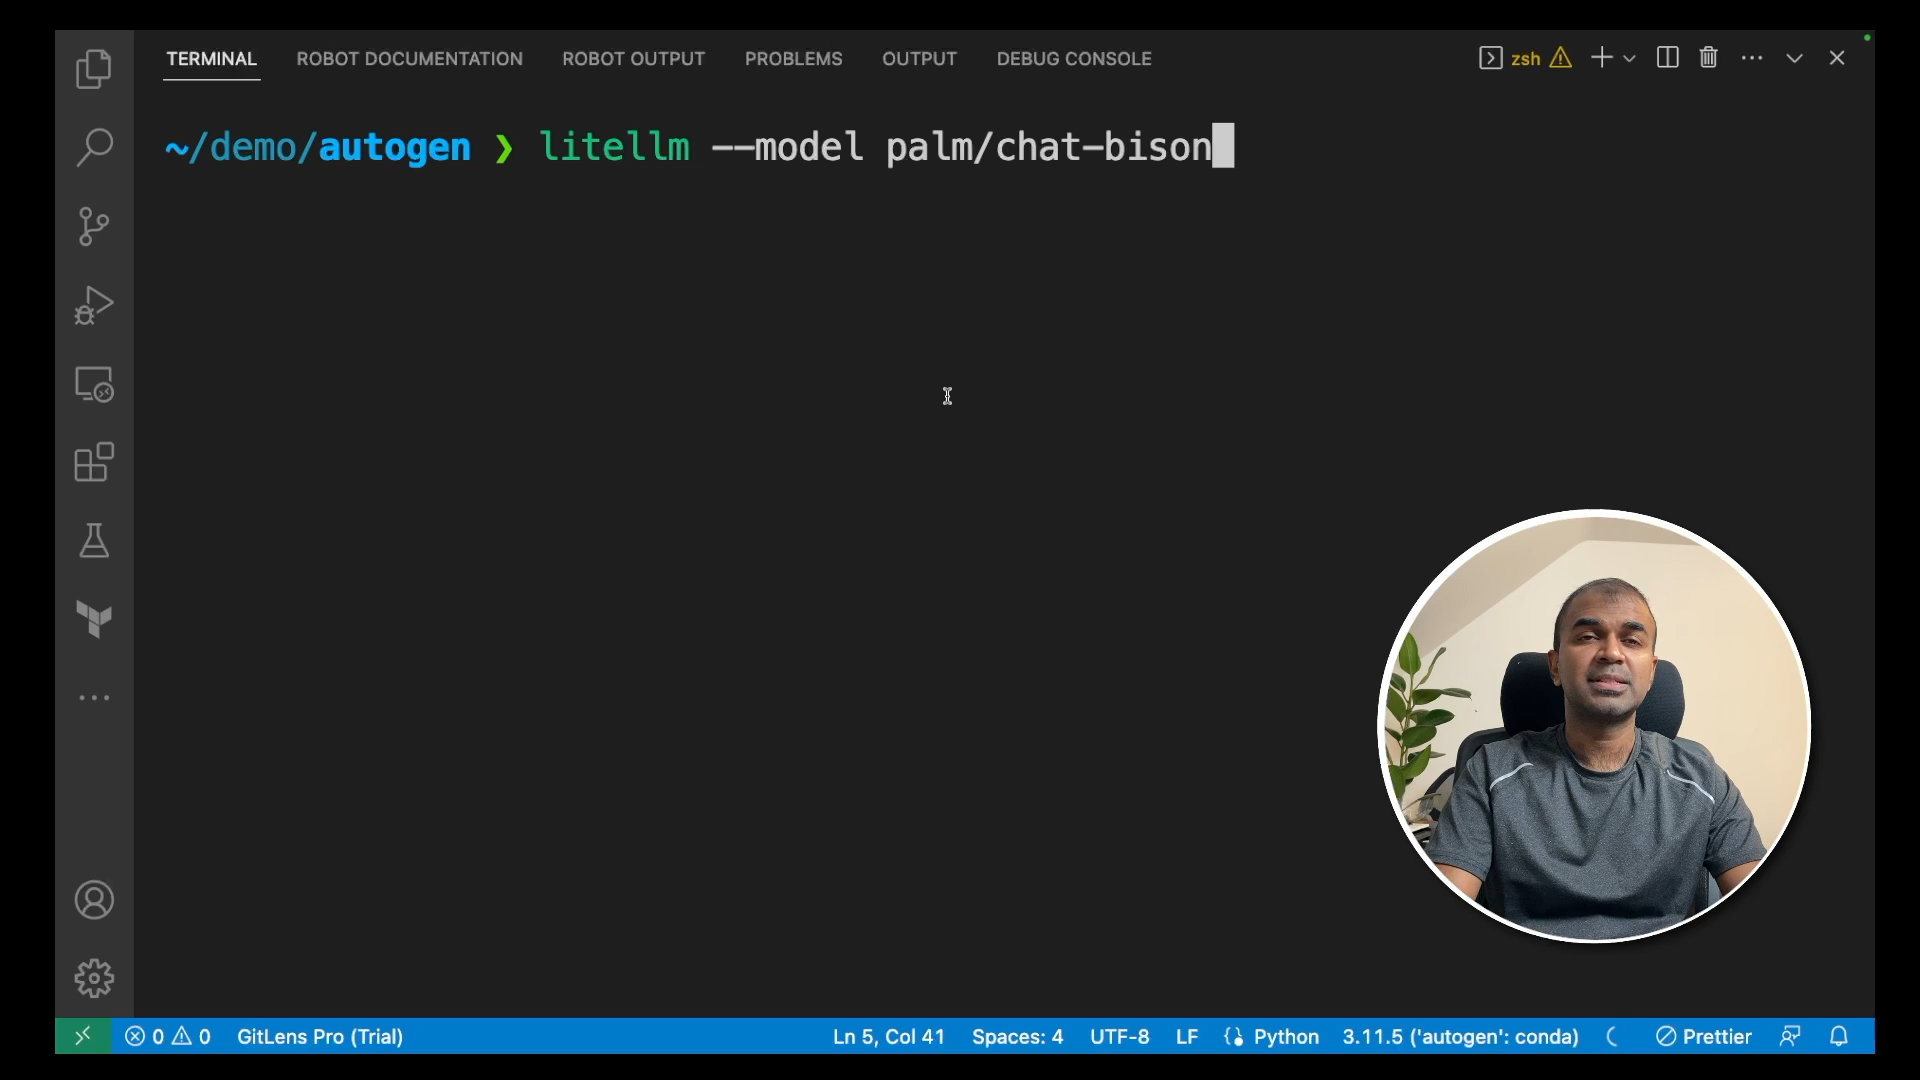 TERMINAL ROBOT DOCUMENTATION ROBOT OUTPUT PROBLEMS OUTPUT DEBUG CONSOLE zsh
~/demo/autogen ❯ litellm --model palm/chat-bison
0 0 GitLens Pro (Trial) Ln 5, Col 41 Spaces: 4 UTF-8 LF Python 3.11.5 ('autogen': conda) Prettier